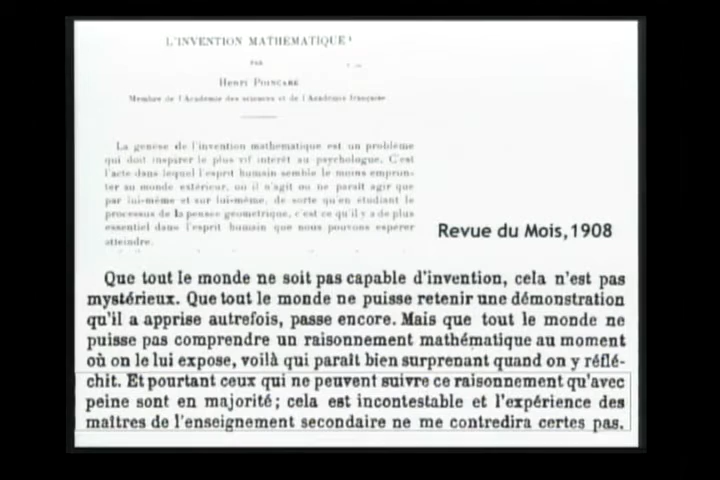 L'INVENTION MATHÉMATIQUE¹
PAR
Henri Poincaré
Membre de l'Académie des sciences et de l'Académie française
La genèse de l'invention mathématique est un problème
qui doit inspirer le plus vif intérêt au psychologue. C'est
l'acte dans lequel l'esprit humain semble le moins emprun-
ter au monde extérieur, où il n'agit ou ne paraît agir que
par lui-même et sur lui-même, de sorte qu'en étudiant le
processus de la pensée géométrique, c'est ce qu'il y a de plus
essentiel dans l'esprit humain que nous pouvons espérer
atteindre.
Revue du Mois,1908
Que tout le monde ne soit pas capable d'invention, cela n'est pas
mystérieux. Que tout le monde ne puisse retenir une démonstration
qu'il a apprise autrefois, passe encore. Mais que tout le monde ne
puisse pas comprendre un raisonnement mathématique au moment
où on le lui expose, voilà qui paraît bien surprenant quand on y réflé-
chit. Et pourtant ceux qui ne peuvent suivre ce raisonnement qu'avec
peine sont en majorité; cela est incontestable et l'expérience des
maîtres de l'enseignement secondaire ne me contredira certes pas.